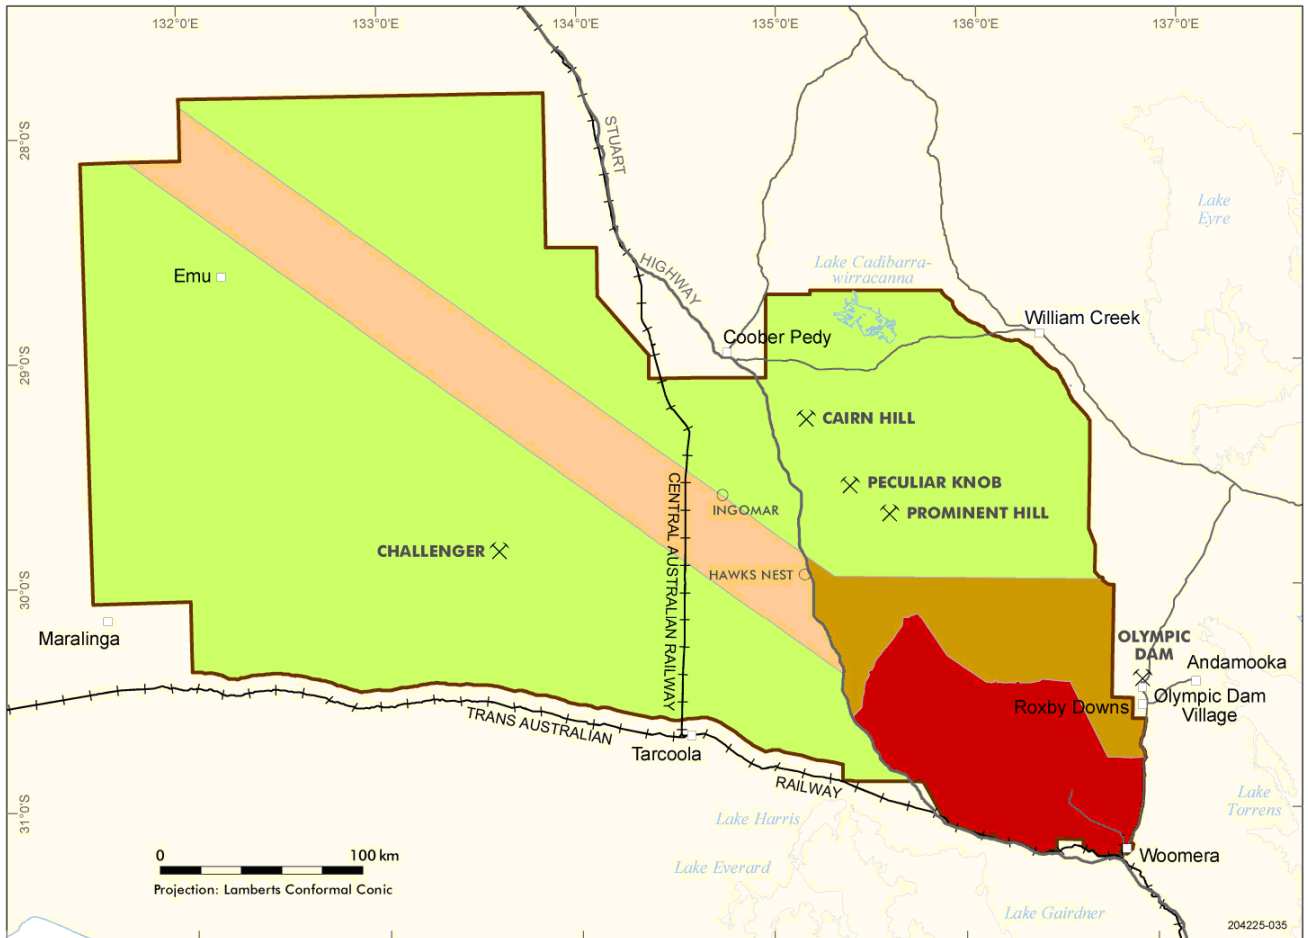 132°0'E
133°0'E
134°0'E
135°0'E
136°0'E
137°0'E
28°0'S
29°0'S
30°0'S
31°0'S
STUART
HIGHWAY
Lake
Eyre
Lake Cadibarra-
wirracanna
Emu
William Creek
Coober Pedy
CAIRN HILL
PECULIAR KNOB
PROMINENT HILL
INGOMAR
CENTRAL AUSTRALIAN RAILWAY
CHALLENGER
HAWKS NEST
Maralinga
OLYMPIC
DAM
Andamooka
Roxby Downs
Olympic Dam
Village
TRANS AUSTRALIAN
RAILWAY
Tarcoola
Lake
Torrens
Lake Harris
Lake Everard
Woomera
Lake Gairdner
0
100 km
Projection: Lamberts Conformal Conic
204225-035